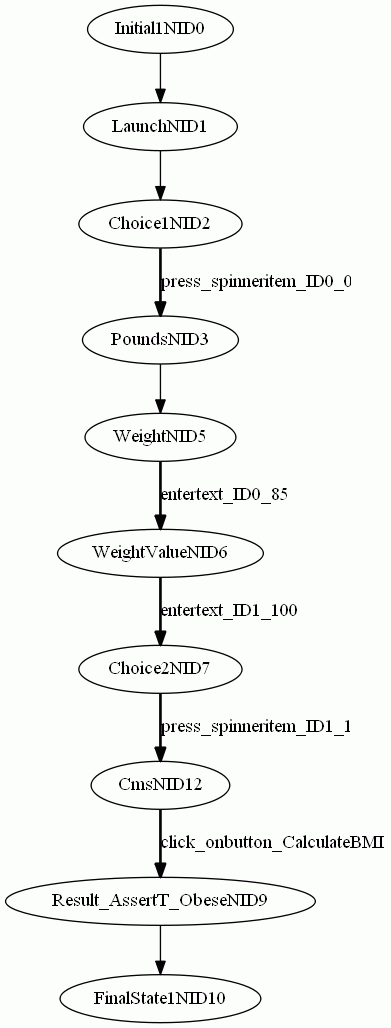 Initial1NID0
LaunchNID1
Choice1NID2
press_spinneritem_ID0_0
PoundsNID3
WeightNID5
entertext_ID0_85
WeightValueNID6
entertext_ID1_100
Choice2NID7
press_spinneritem_ID1_1
CmsNID12
click_onbutton_CalculateBMI
Result_AssertT_ObeseNID9
FinalState1NID10